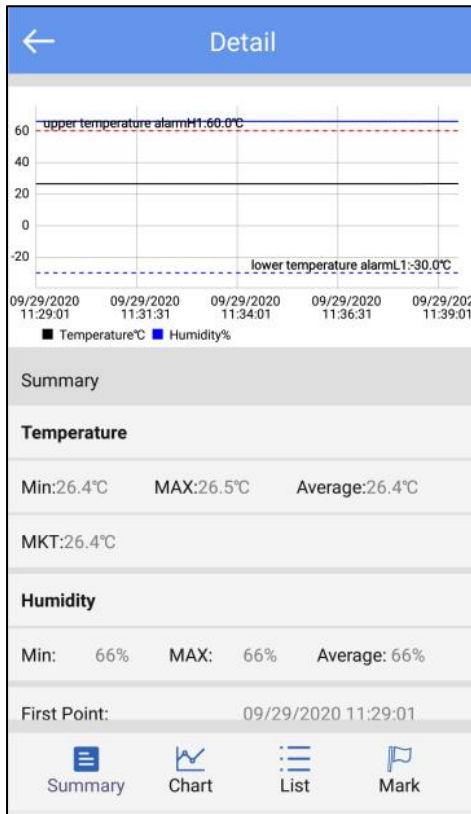 Detail
upper temperature alarmH1:60.0℃
60
40
20
0
-20
lower temperature alarmL1:-30.0℃
09/29/2020 09/29/2020 09/29/2020 09/29/2020 09/29/202
11:29:01 11:31:31 11:34:01 11:36:31 11:39:01
Temperature℃ Humidity%
Summary
Temperature
Min:26.4℃ MAX:26.5℃ Average:26.4℃
MKT:26.4℃
Humidity
Min: 66% MAX: 66% Average: 66%
First Point: 09/29/2020 11:29:01
Summary Chart List Mark